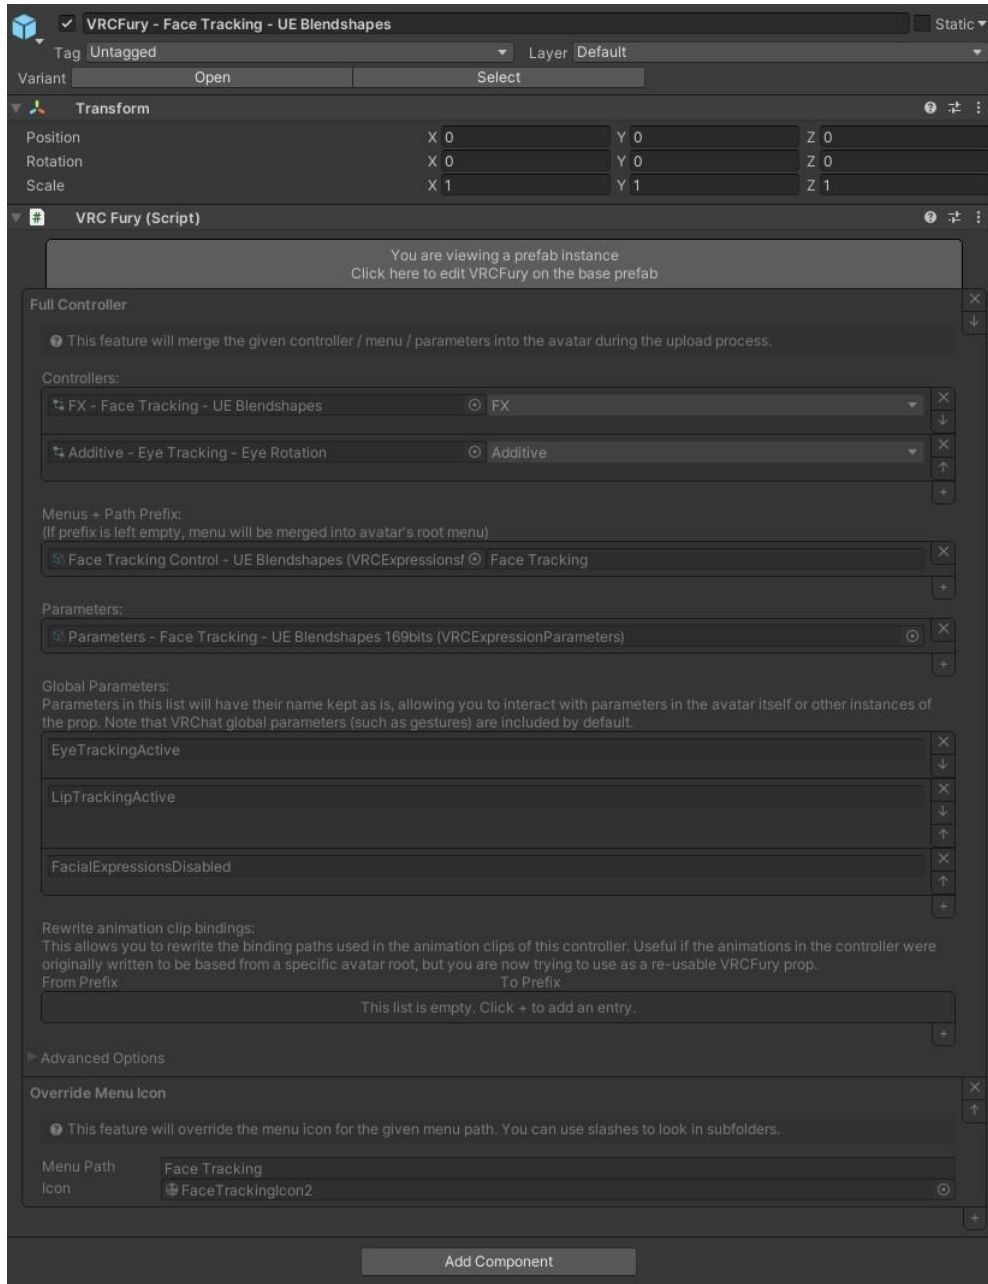 VRCFury - Face Tracking - UE Blendshapes Static
Tag Untagged Layer Default
Variant Open Select
Transform
Position X 0 Y 0 Z 0
Rotation X 0 Y 0 Z 0
Scale X 1 Y 1 Z 1
# VRC Fury (Script)
You are viewing a prefab instance
Click here to edit VRCFury on the base prefab
Full Controller
This feature will merge the given controller / menu / parameters into the avatar during the upload process.
Controllers:
FX - Face Tracking - UE Blendshapes FX
Additive - Eye Tracking - Eye Rotation Additive
Menus + Path Prefix:
(If prefix is left empty, menu will be merged into avatar's root menu)
Face Tracking Control - UE Blendshapes (VRCExpressions Face Tracking
Parameters:
Parameters - Face Tracking - UE Blendshapes 169bits (VRCExpressionParameters)
Global Parameters:
Parameters in this list will have their name kept as is, allowing you to interact with parameters in the avatar itself or other instances of
the prop. Note that VRChat global parameters (such as gestures) are included by default.
EyeTrackingActive
LipTrackingActive
FacialExpressionsDisabled
Rewrite animation clip bindings:
This allows you to rewrite the binding paths used in the animation clips of this controller. Useful if the animations in the controller were
originally written to be based from a specific avatar root, but you are now trying to use as a re-usable VRCFury prop.
From Prefix To Prefix
This list is empty. Click + to add an entry.
Advanced Options
Override Menu Icon
This feature will override the menu icon for the given menu path. You can use slashes to look in subfolders.
Menu Path Face Tracking
Icon FaceTrackingIcon2
Add Component